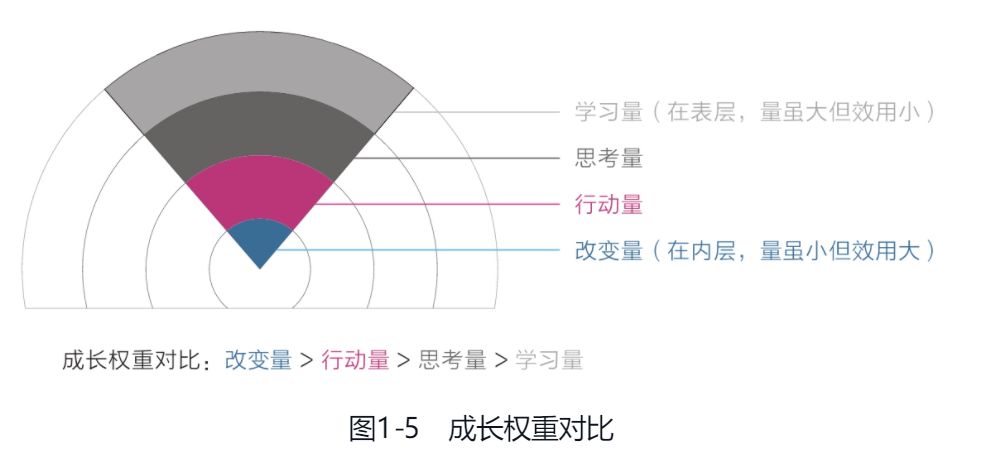 学习量（在表层，量虽大但效用小）
思考量
行动量
改变量（在内层，量虽小但效用大）
成长权重对比：改变量 > 行动量 > 思考量 > 学习量
图1-5　成长权重对比